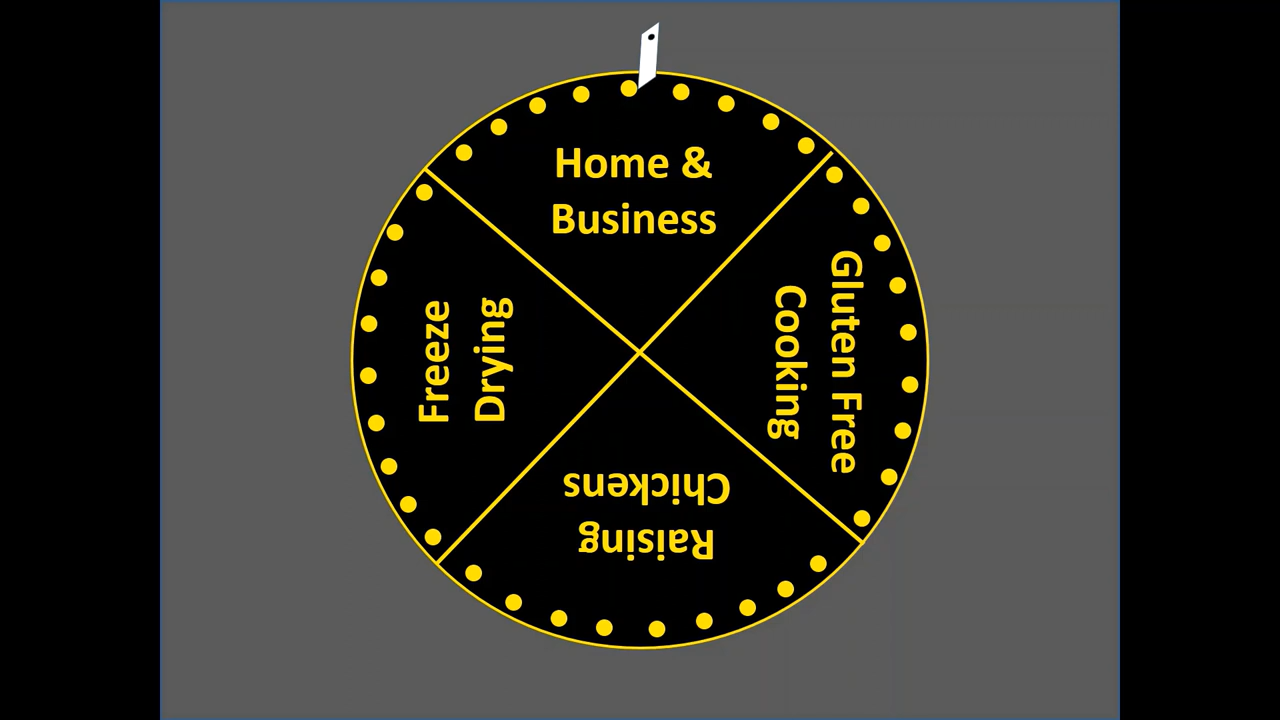 Home &
Business
Gluten Free
Cooking
Raising
Chickens
Freeze
Drying